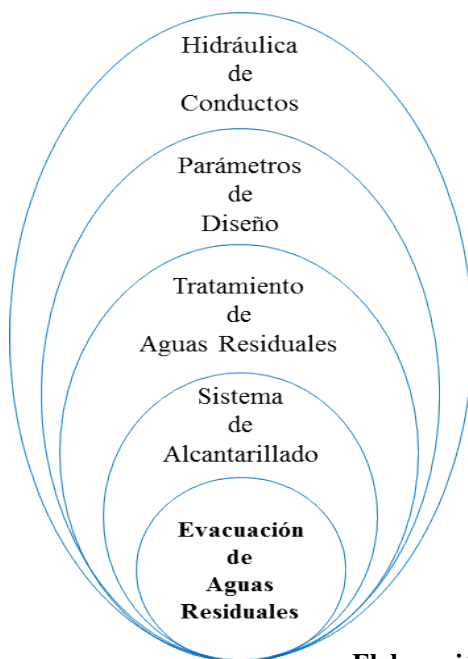 Hidráulica
de
Conductos
Parámetros
de
Diseño
Tratamiento
de
Aguas Residuales
Sistema
de
Alcantarillado
Evacuación
de
Aguas
Residuales